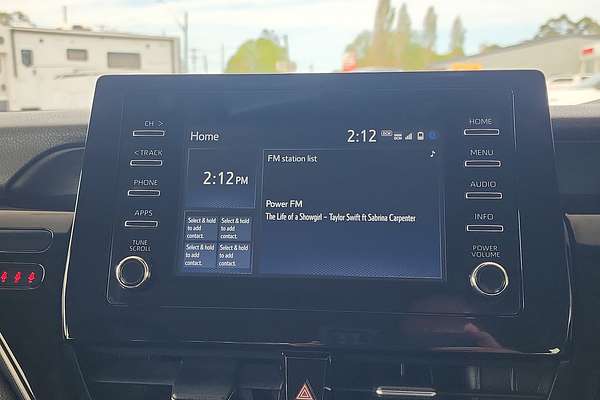 CH >
< TRACK
PHONE
APPS
TUNE
SCROLL
Home
2:12
2:12 PM
Select & hold
to add
contact.
Select & hold
to add
contact.
Select & hold
to add
contact.
Select & hold
to add
contact.
FM station list
Power FM
The Life of a Showgirl – Taylor Swift ft Sabrina Carpenter
HOME
MENU
AUDIO
INFO
POWER
VOLUME